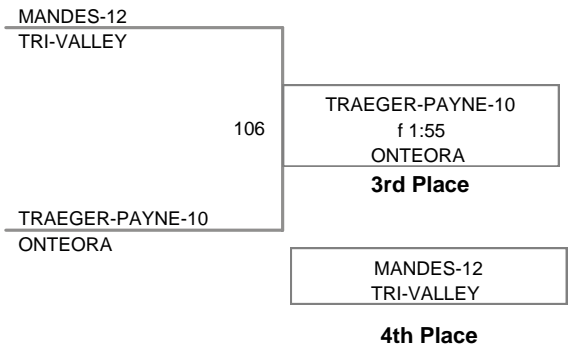 MANDES-12
TRI-VALLEY
106
TRAEGER-PAYNE-10
f 1:55
ONTEORA
3rd Place
TRAEGER-PAYNE-10
ONTEORA
MANDES-12
TRI-VALLEY
4th Place